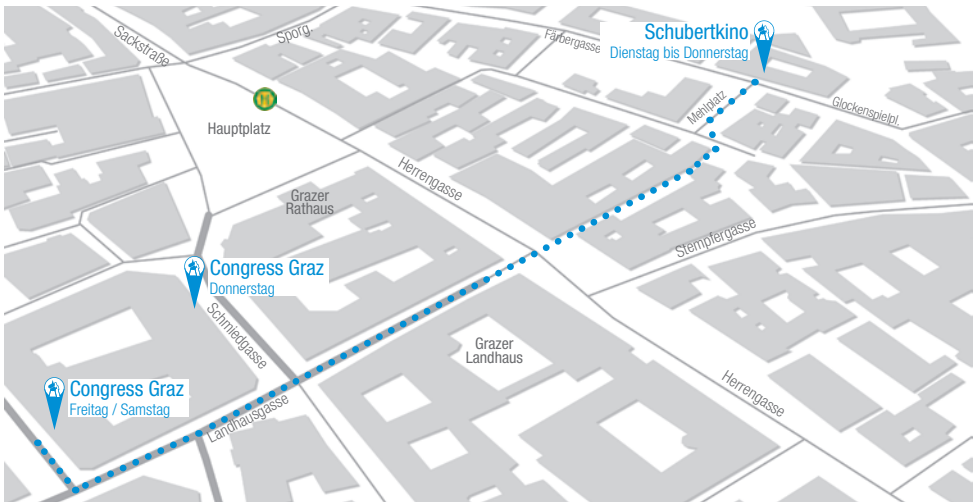 Sackstraße
Sporg.
Färbergasse
Schubertkino
Dienstag bis Donnerstag
Mehlplatz
Glockenspielpl.
Hauptplatz
Herrengasse
Grazer
Rathaus
Stempfergasse
Congress Graz
Donnerstag
Schmiedgasse
Grazer
Landhaus
Herrengasse
Congress Graz
Freitag / Samstag
Landhausgasse